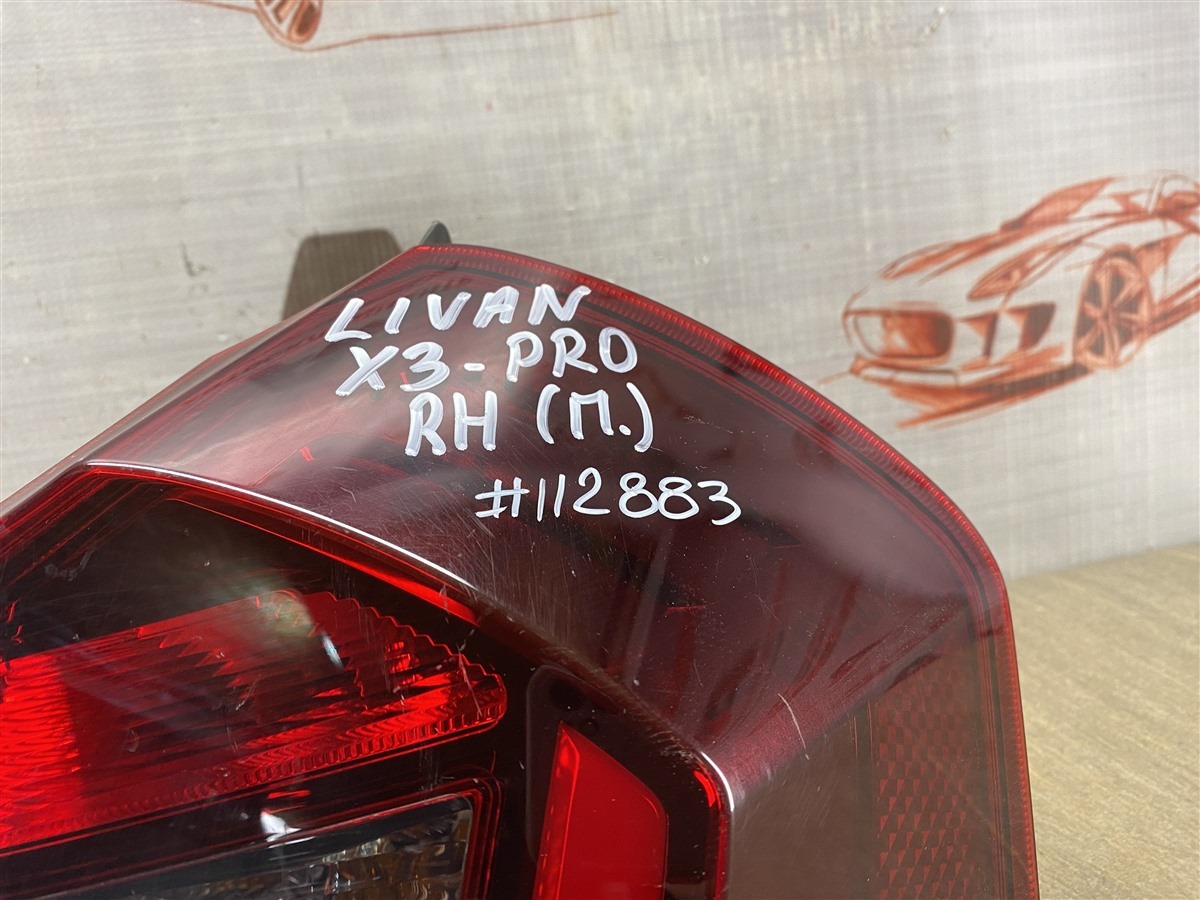 LIVAN
X3-PRO
RH (П.)
#112883